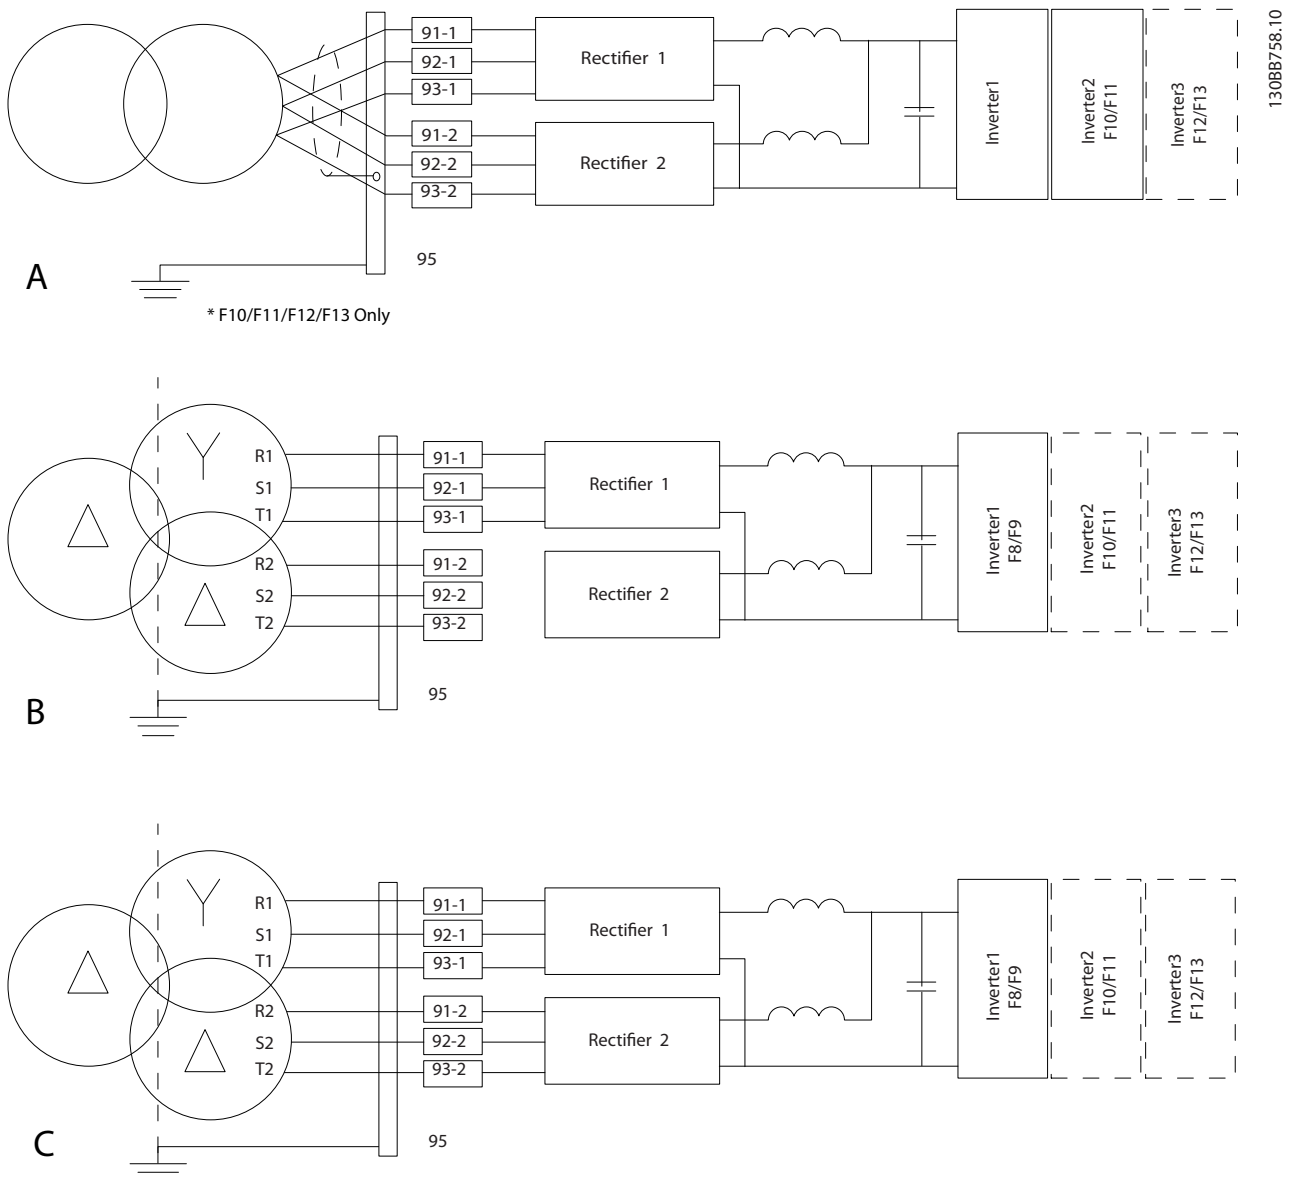 91-1
92-1
93-1
91-2
92-2
93-2
Rectifier 1
Rectifier 2
Inverter1
Inverter2
F10/F11
Inverter3
F12/F13
130BB758.10
95
A
* F10/F11/F12/F13 Only
R1
S1
T1
R2
S2
T2
91-1
92-1
93-1
91-2
92-2
93-2
Rectifier 1
Rectifier 2
Inverter1
F8/F9
Inverter2
F10/F11
Inverter3
F12/F13
95
B
R1
S1
T1
R2
S2
T2
91-1
92-1
93-1
91-2
92-2
93-2
Rectifier 1
Rectifier 2
Inverter1
F8/F9
Inverter2
F10/F11
Inverter3
F12/F13
95
C